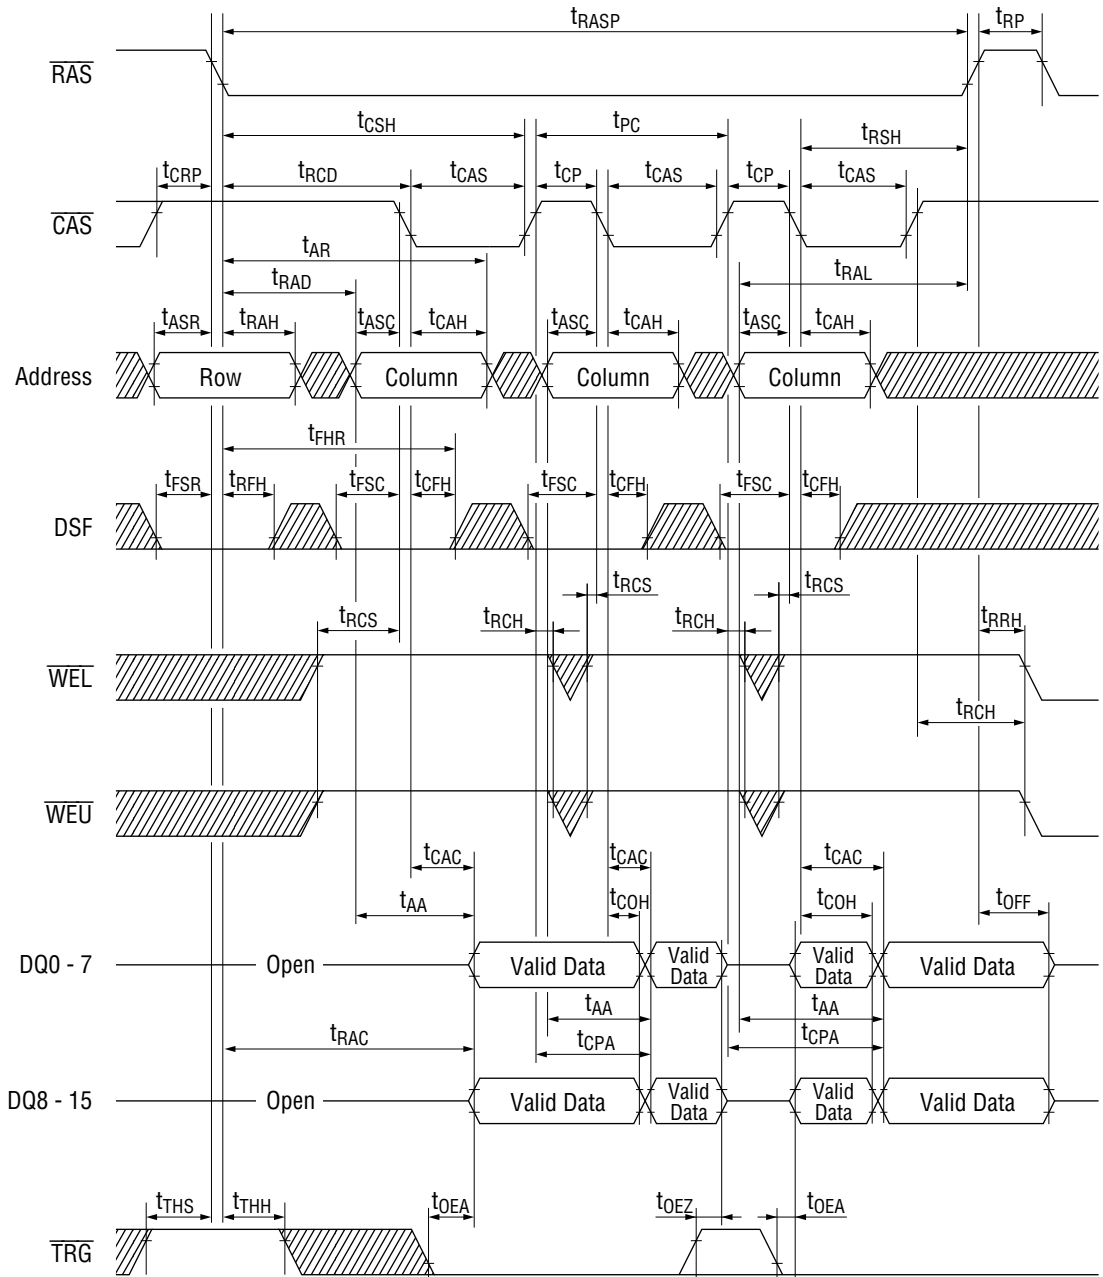 tRASP tRP
RAS
tCSH tPC tRSH
tCRP tRCD tCAS tCP tCAS tCP tCAS
CAS
tAR
tRAD tRAL
tASR tRAH tASC tCAH tASC tCAH tASC tCAH
Address Row Column Column Column
tFHR
tFSR tRFH tFSC tCFH tFSC tCFH tFSC tCFH
DSF
tRCS tRCS
tRCS tRCH tRCH tRRH
WEL
tRCH
WEU
tCAC tCAC tCAC
tAA tCOH tCOH tOFF
DQ0 - 7 Open Valid Data Valid Data Valid Data Valid Data
tAA tAA
tRAC tCPA tCPA
DQ8 - 15 Open Valid Data Valid Data Valid Data Valid Data
tTHS tTHH tOEA tOEZ tOEA
TRG